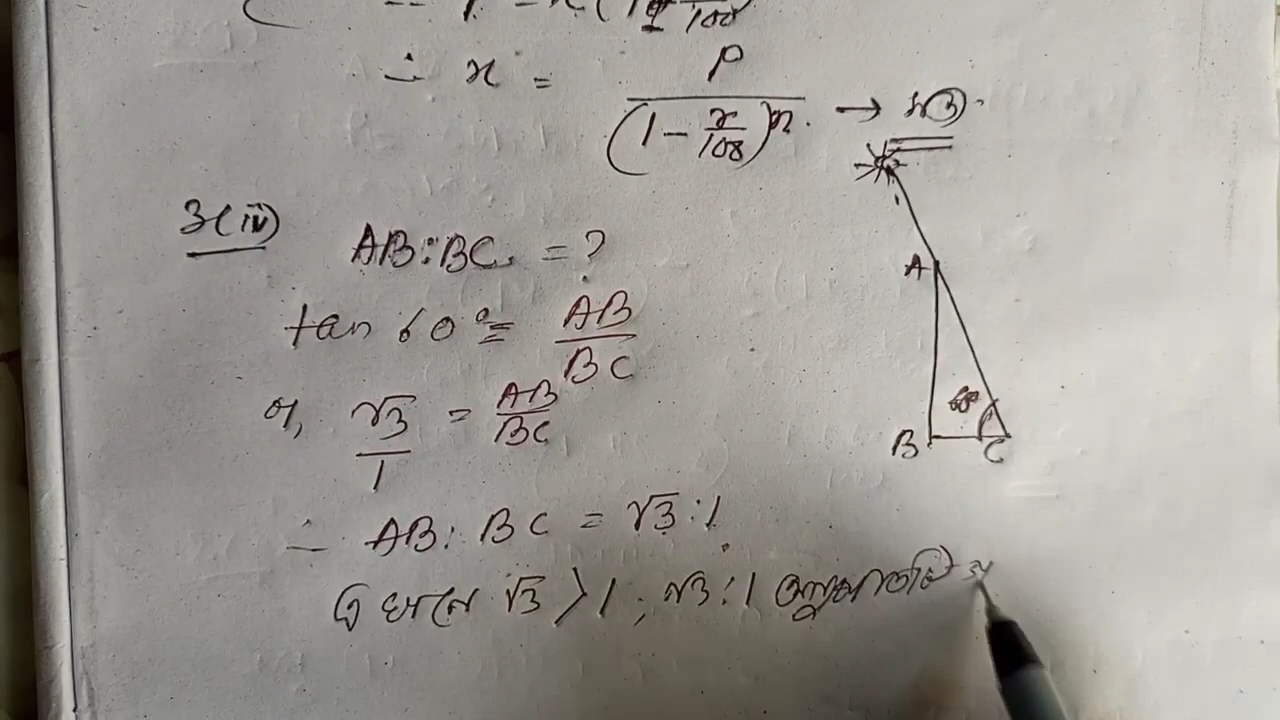 ∴ x = P / (1 - r/100)ⁿ. → সূত্র
3(iv) AB:BC. = ?
tan 60° = AB/BC
বা, √3/1 = AB/BC
∴ AB : BC = √3 : 1
এখানে √3 > 1, √3 : 1 অনুপাতটি
A
60°
B C